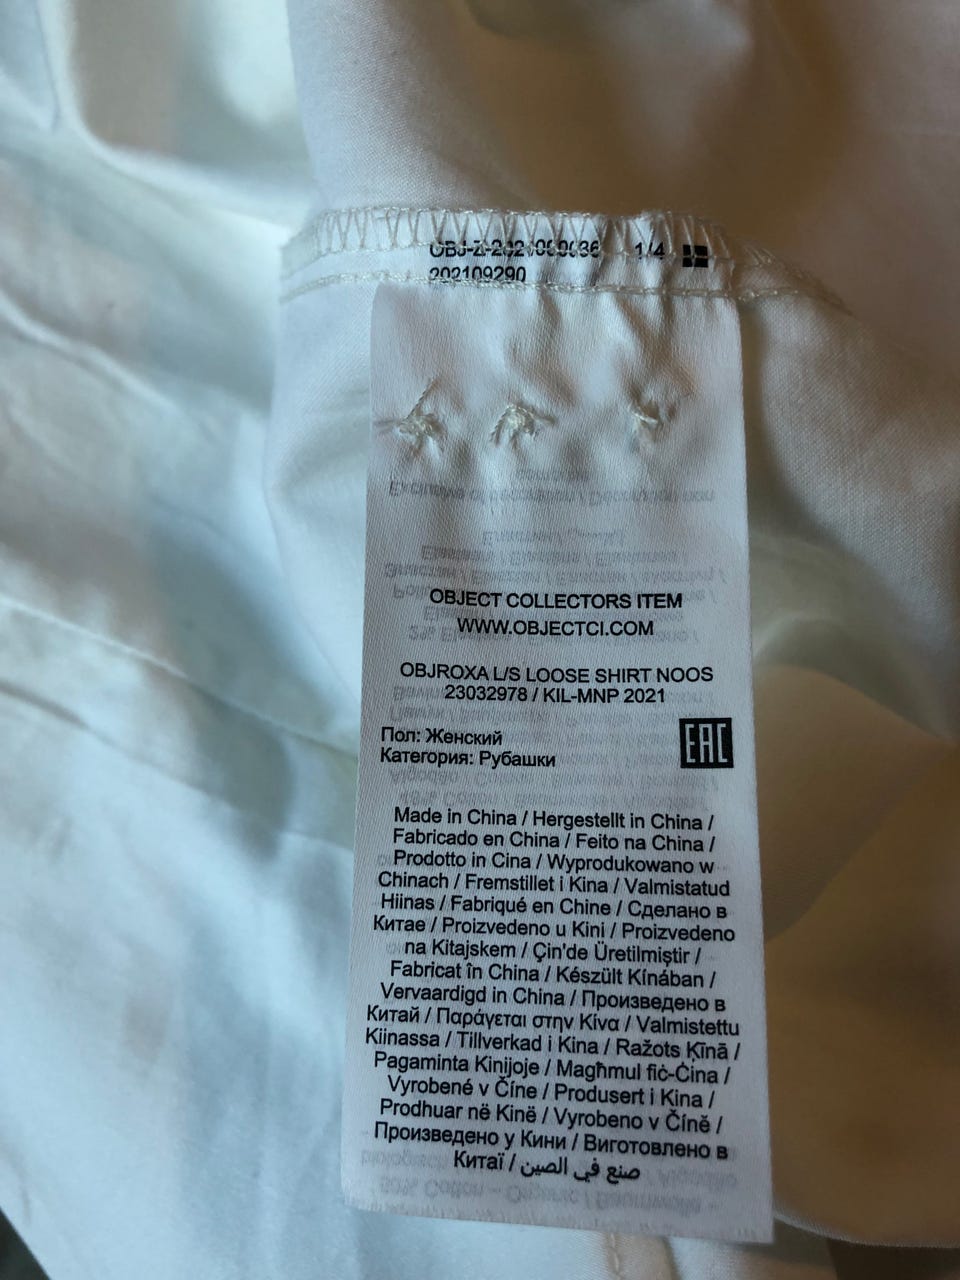 1/4
202109290
OBJECT COLLECTORS ITEM
WWW.OBJECTCI.COM
OBJROXA L/S LOOSE SHIRT NOOS
23032978 / KIL-MNP 2021
Пол: Женский
Категория: Рубашки
EAC
Made in China / Hergestellt in China /
Fabricado en China / Feito na China /
Prodotto in Cina / Wyprodukowano w
Chinach / Fremstillet i Kina / Valmistatud
Hiinas / Fabriqué en Chine / Сделано в
Китае / Proizvedeno u Kini / Proizvedeno
na Kitajskem / Çin'de Üretilmiştir /
Fabricat în China / Készült Kínában /
Vervaardigd in China / Произведено в
Китай / Παράγεται στην Κίνα / Valmistettu
Kiinassa / Tillverkad i Kina / Ražots Ķīnā /
Pagaminta Kinijoje / Magħmul fiċ-Ċina /
Vyrobené v Číne / Produsert i Kina /
Prodhuar në Kinë / Vyrobeno v Číně /
Произведено у Кини / Виготовлено в
Китаї / صنع في الصين